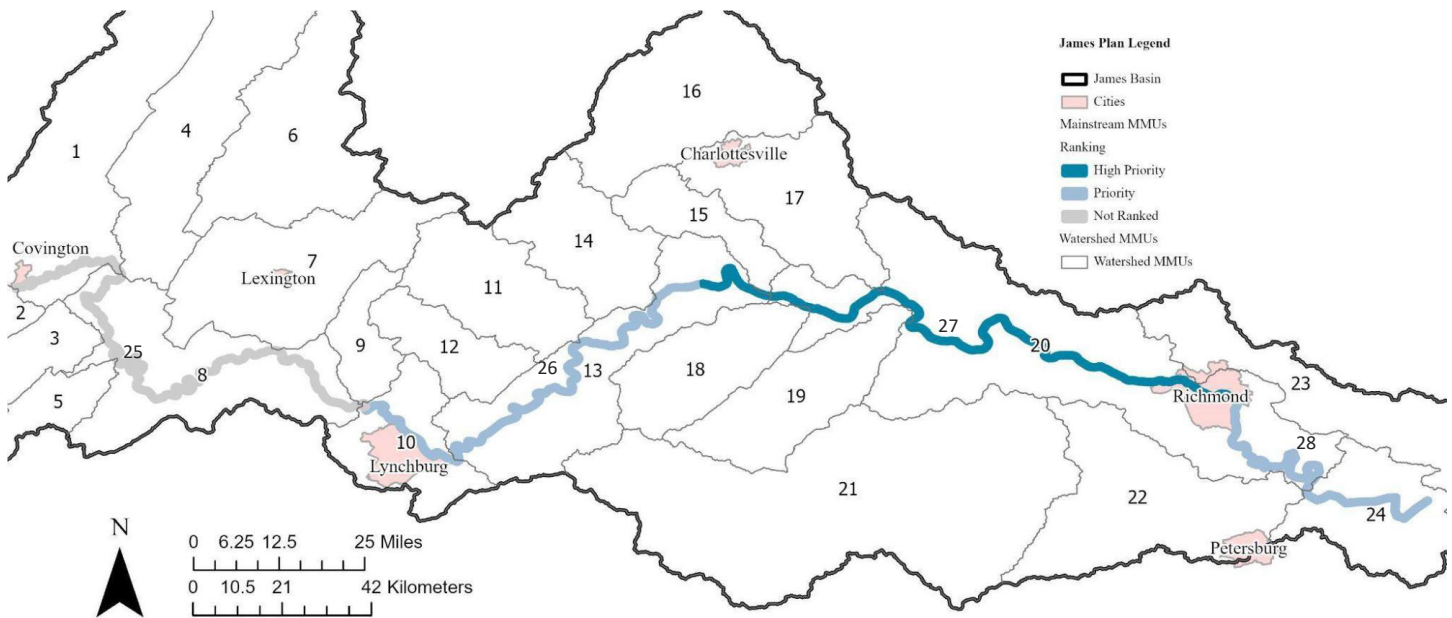 James Plan Legend
James Basin
Cities
Mainstream MMUs
Ranking
High Priority
Priority
Not Ranked
Watershed MMUs
Watershed MMUs
16
4
6
1
Charlottesville
17
15
14
Covington
7
Lexington
11
2
3
9
12
25
8
26
13
18
27
20
19
23
Richmond
5
10
Lynchburg
28
21
22
24
Petersburg
N
0 6.25 12.5 25 Miles
0 10.5 21 42 Kilometers